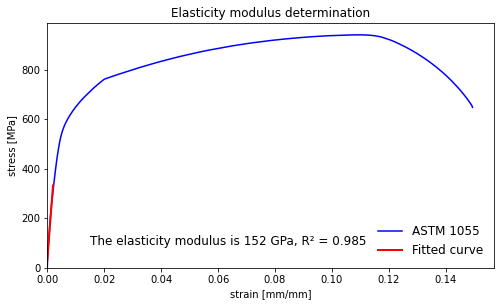 Elasticity modulus determination
stress [MPa]
800
600
400
200
0
The elasticity modulus is 152 GPa, R² = 0.985
ASTM 1055
Fitted curve
0.00 0.02 0.04 0.06 0.08 0.10 0.12 0.14
strain [mm/mm]